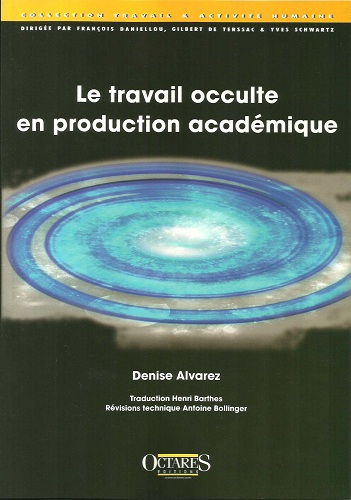 COLLECTION TRAVAIL & ACTIVITÉ HUMAINE
DIRIGÉE PAR FRANÇOIS DANIELLOU, GILBERT DE TERSSAC & YVES SCHWARTZ
Le travail occulte
en production académique
Denise Alvarez
Traduction Henri Barthes
Révisions technique Antoine Bollinger
OCTARES
EDITIONS